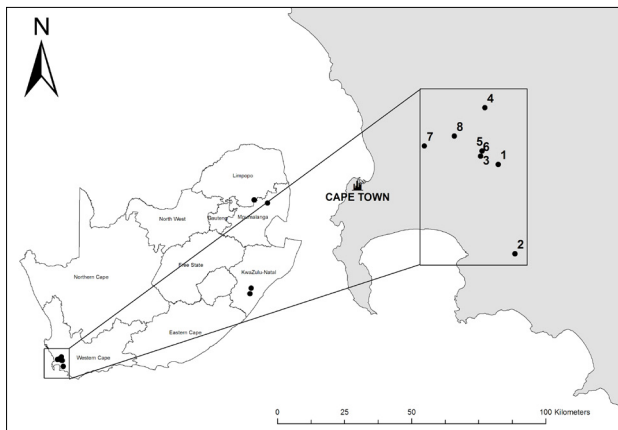 N
4
8
7
5
6
3
1
2
CAPE TOWN
Limpopo
North West
Gauteng
Mpumalanga
Free State
KwaZulu-Natal
Northern Cape
Eastern Cape
Western Cape
0 25 50 100 Kilometers